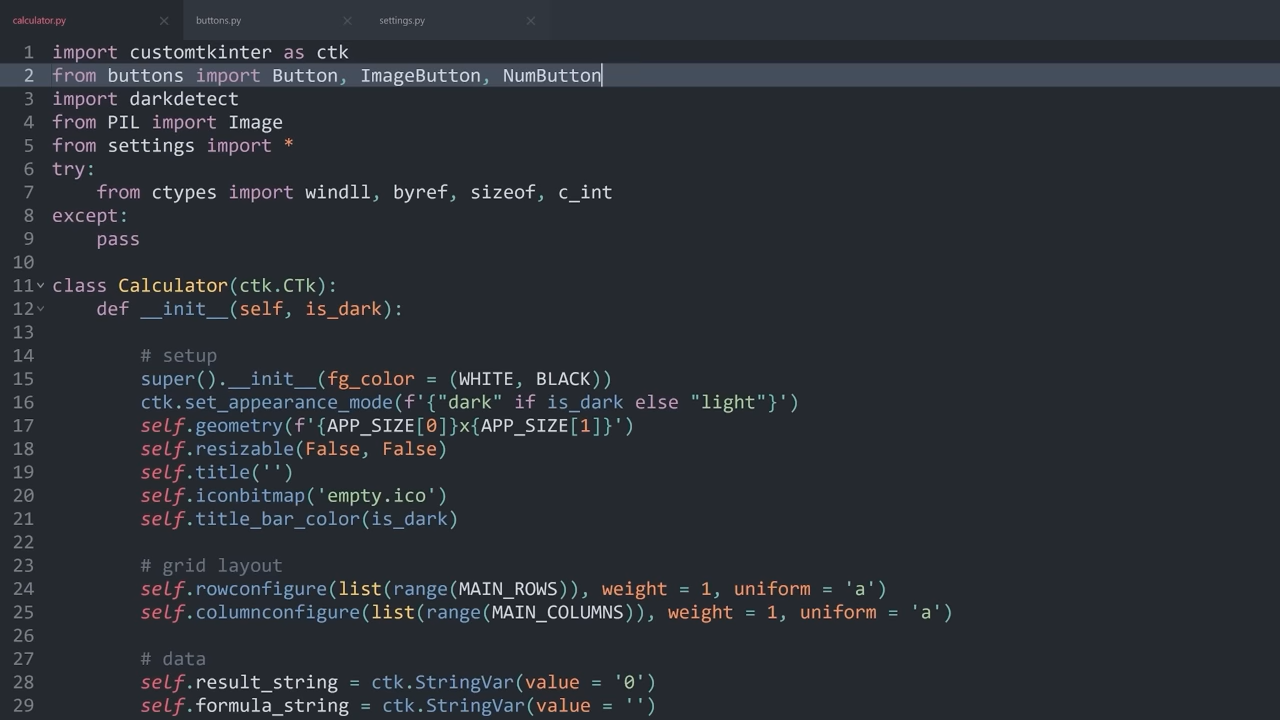 calculator.py × buttons.py × settings.py ×
1 import customtkinter as ctk
2 from buttons import Button, ImageButton, NumButton
3 import darkdetect
4 from PIL import Image
5 from settings import *
6 try:
7     from ctypes import windll, byref, sizeof, c_int
8 except:
9     pass
10
11 class Calculator(ctk.CTk):
12     def __init__(self, is_dark):
13
14         # setup
15         super().__init__(fg_color = (WHITE, BLACK))
16         ctk.set_appearance_mode(f'{"dark" if is_dark else "light"}')
17         self.geometry(f'{APP_SIZE[0]}x{APP_SIZE[1]}')
18         self.resizable(False, False)
19         self.title('')
20         self.iconbitmap('empty.ico')
21         self.title_bar_color(is_dark)
22
23         # grid layout
24         self.rowconfigure(list(range(MAIN_ROWS)), weight = 1, uniform = 'a')
25         self.columnconfigure(list(range(MAIN_COLUMNS)), weight = 1, uniform = 'a')
26
27         # data
28         self.result_string = ctk.StringVar(value = '0')
29         self.formula_string = ctk.StringVar(value = '')